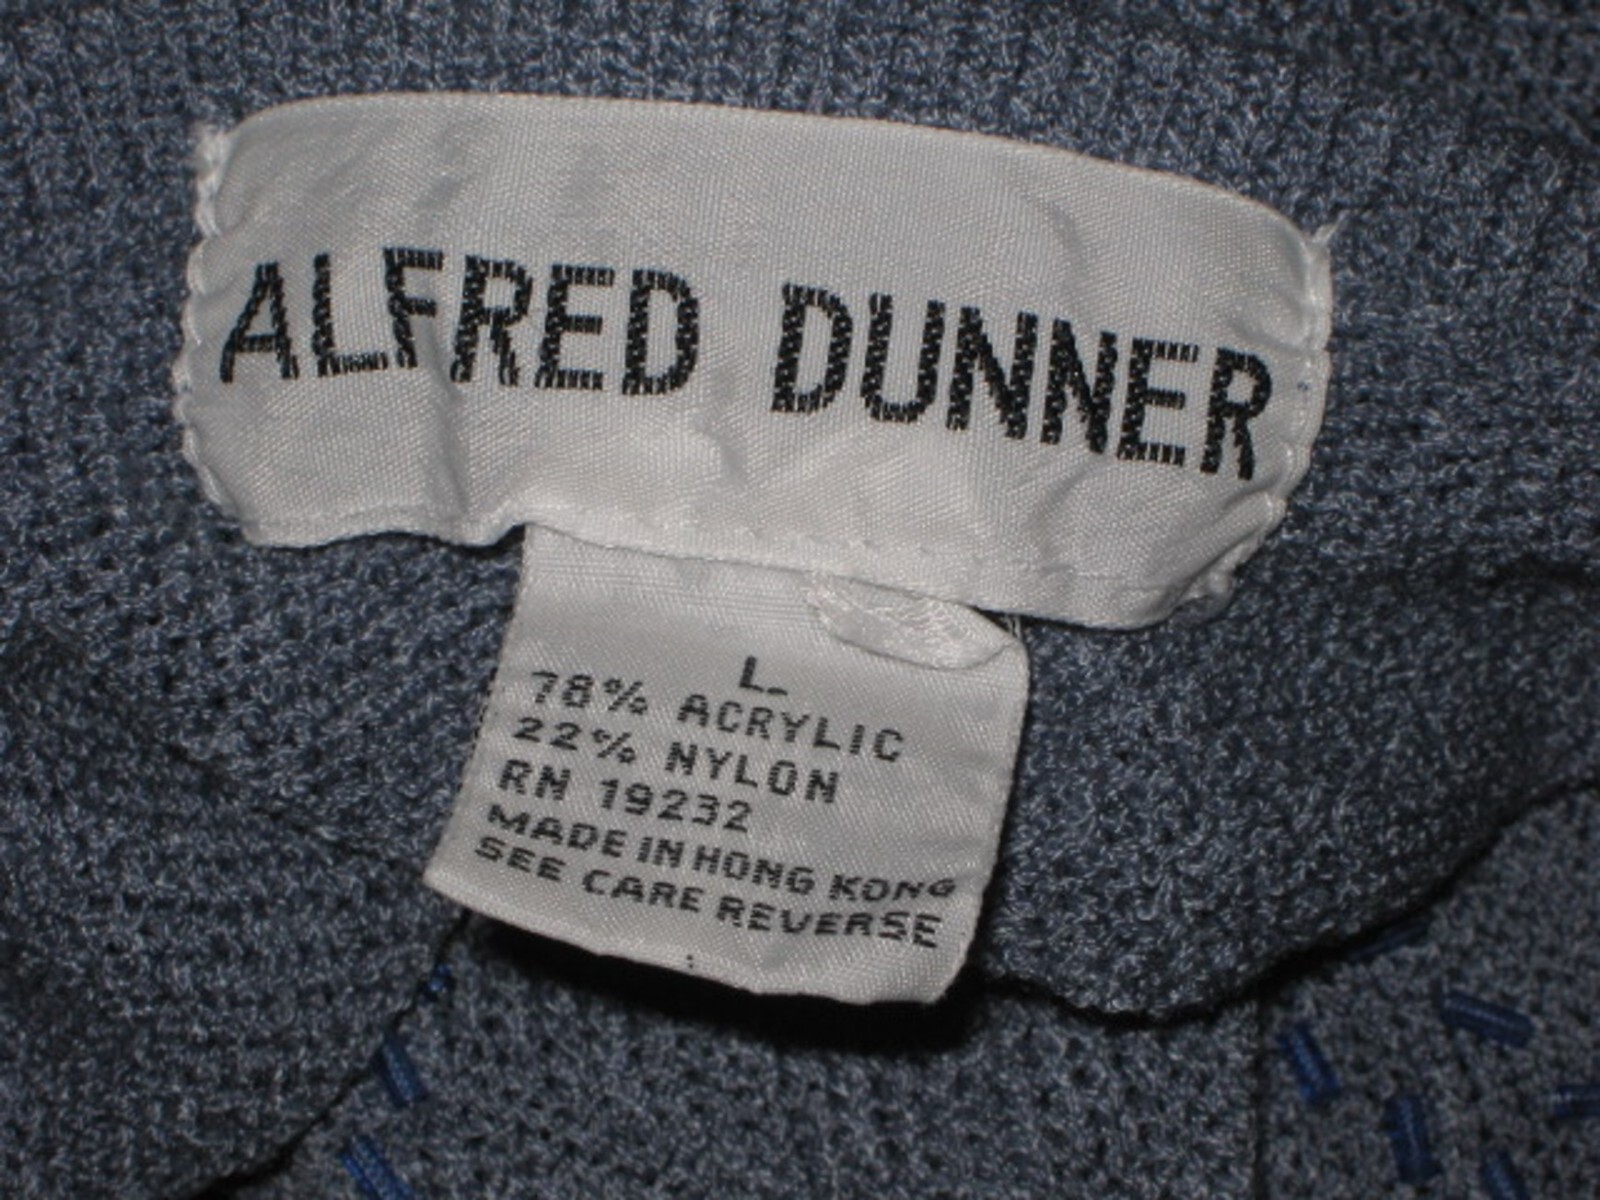 ALFRED DUNNER
L
78% ACRYLIC
22% NYLON
RN 19232
MADE IN HONG KONG
SEE CARE REVERSE